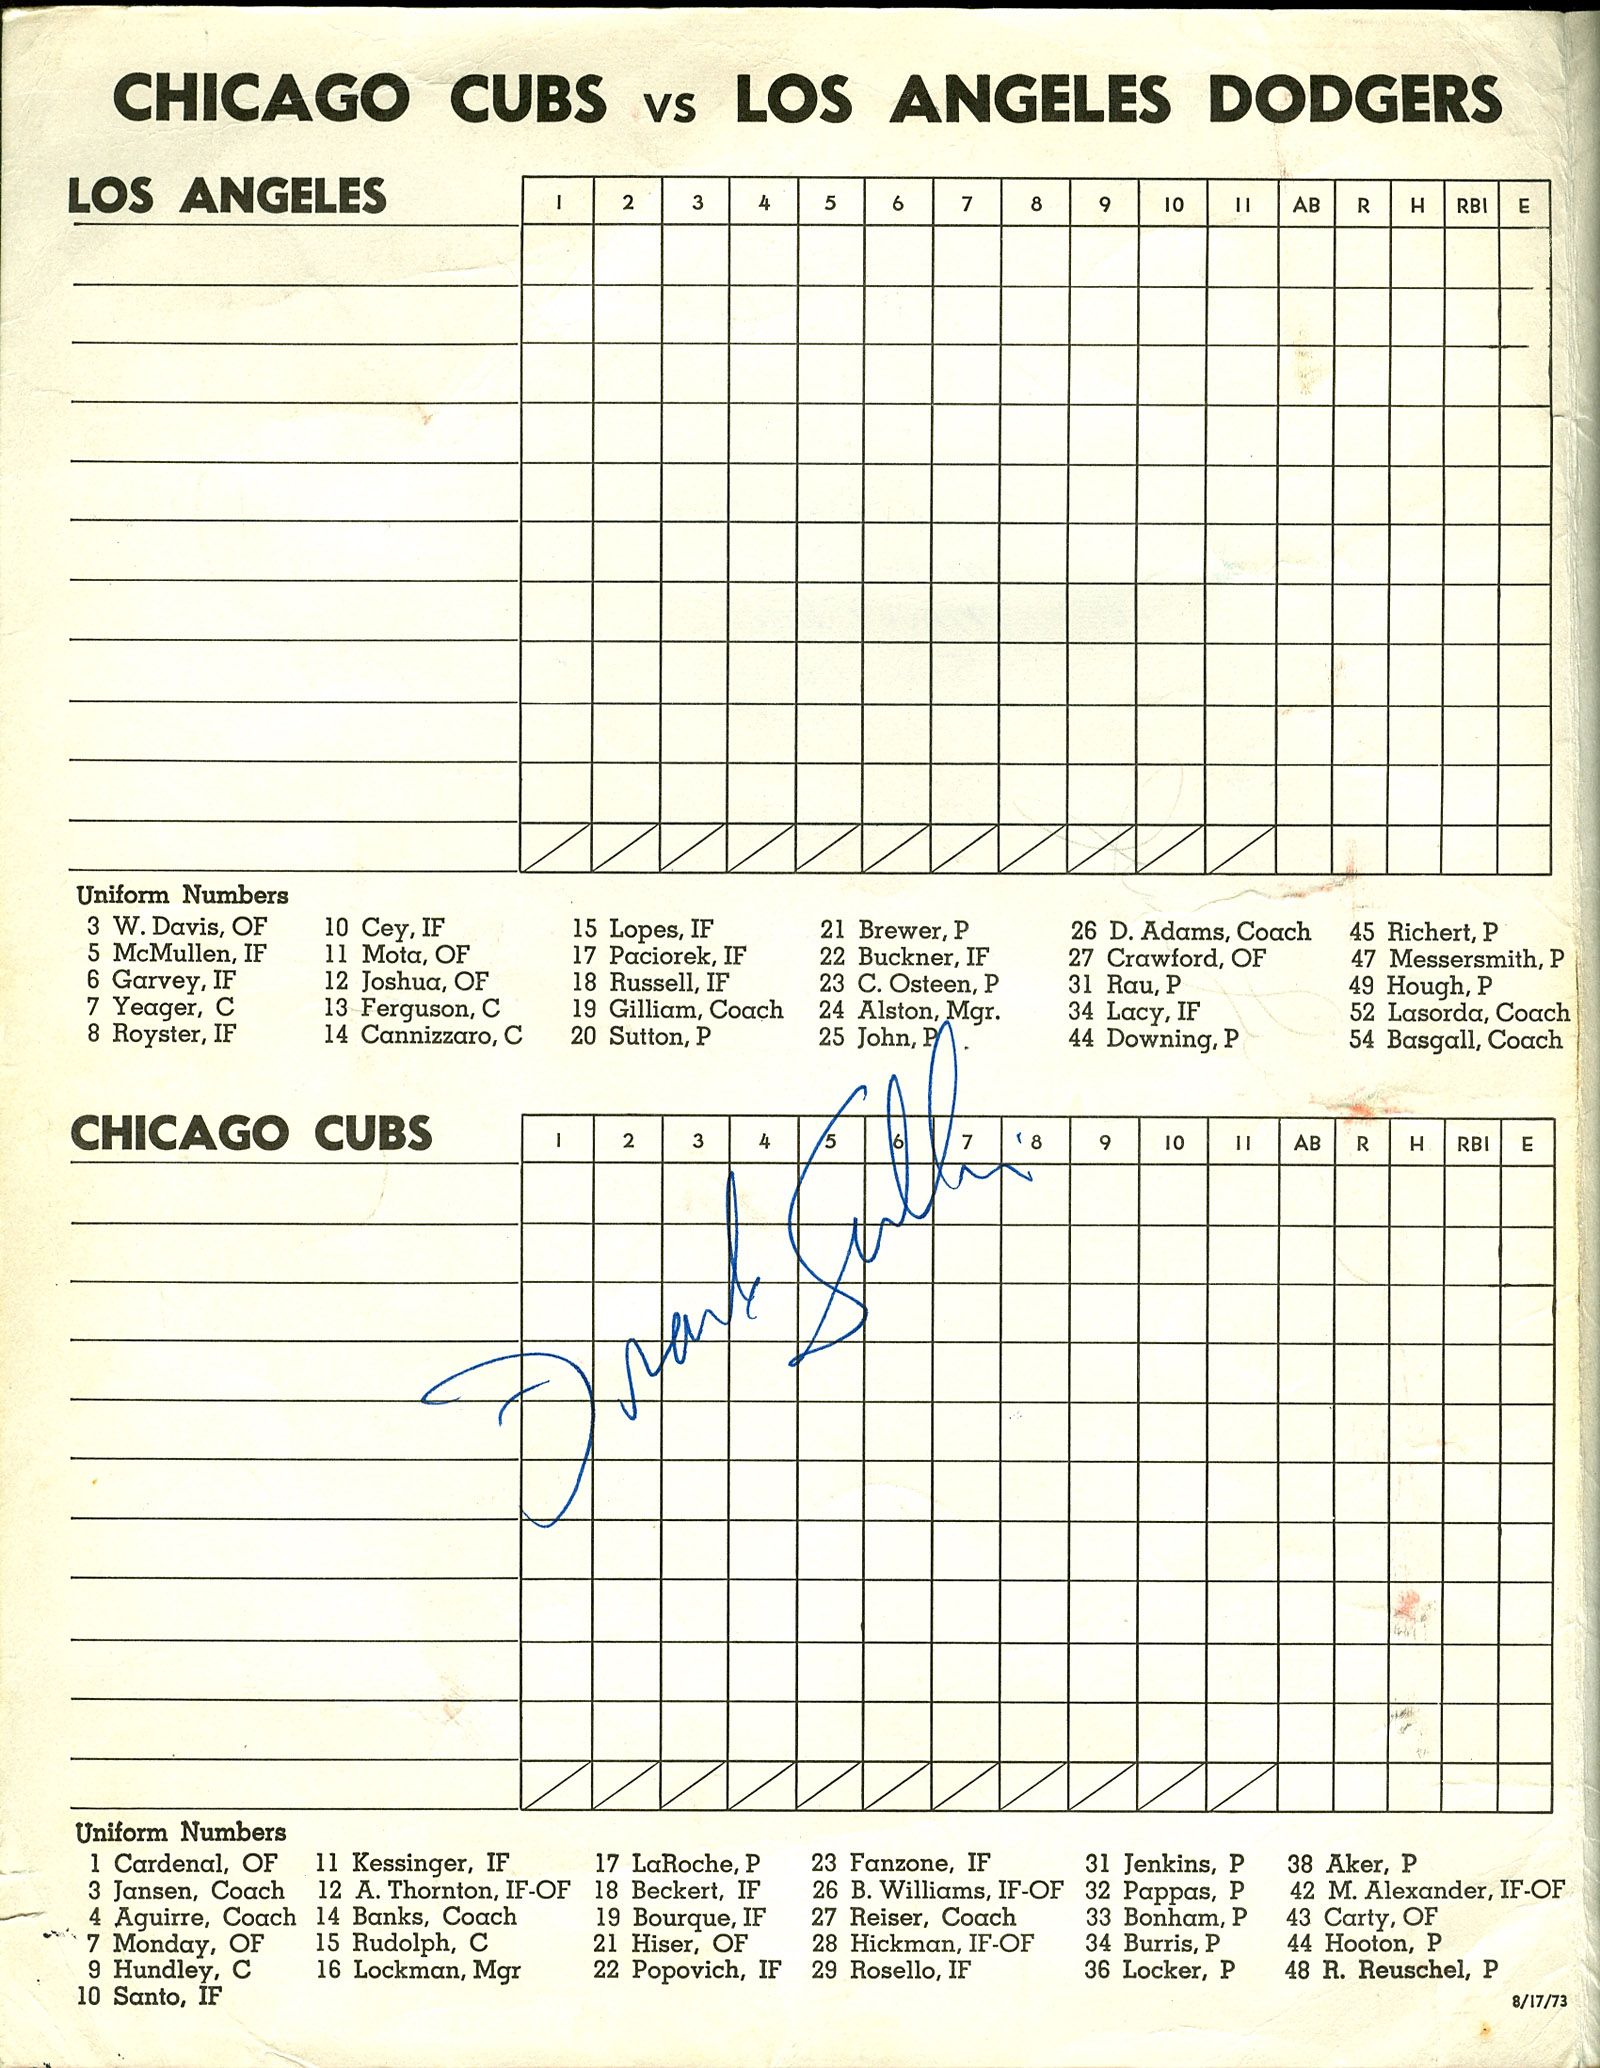 CHICAGO CUBS vs LOS ANGELES DODGERS
LOS ANGELES 1 2 3 4 5 6 7 8 9 10 11 AB R H RBI E
Uniform Numbers
3 W. Davis, OF 10 Cey, IF 15 Lopes, IF 21 Brewer, P 26 D. Adams, Coach 45 Richert, P
5 McMullen, IF 11 Mota, OF 17 Paciorek, IF 22 Buckner, IF 27 Crawford, OF 47 Messersmith, P
6 Garvey, IF 12 Joshua, OF 18 Russell, IF 23 C. Osteen, P 31 Rau, P 49 Hough, P
7 Yeager, C 13 Ferguson, C 19 Gilliam, Coach 24 Alston, Mgr. 34 Lacy, IF 52 Lasorda, Coach
8 Royster, IF 14 Cannizzaro, C 20 Sutton, P 25 John, P 44 Downing, P 54 Basgall, Coach
CHICAGO CUBS 1 2 3 4 5 6 7 8 9 10 11 AB R H RBI E
Frank
Uniform Numbers
1 Cardenal, OF 11 Kessinger, IF 17 LaRoche, P 23 Fanzone, IF 31 Jenkins, P 38 Aker, P
3 Jansen, Coach 12 A. Thornton, IF-OF 18 Beckert, IF 26 B. Williams, IF-OF 32 Pappas, P 42 M. Alexander, IF-OF
4 Aguirre, Coach 14 Banks, Coach 19 Bourque, IF 27 Reiser, Coach 33 Bonham, P 43 Carty, OF
7 Monday, OF 15 Rudolph, C 21 Hiser, OF 28 Hickman, IF-OF 34 Burris, P 44 Hooton, P
9 Hundley, C 16 Lockman, Mgr 22 Popovich, IF 29 Rosello, IF 36 Locker, P 48 R. Reuschel, P
10 Santo, IF
8/17/73